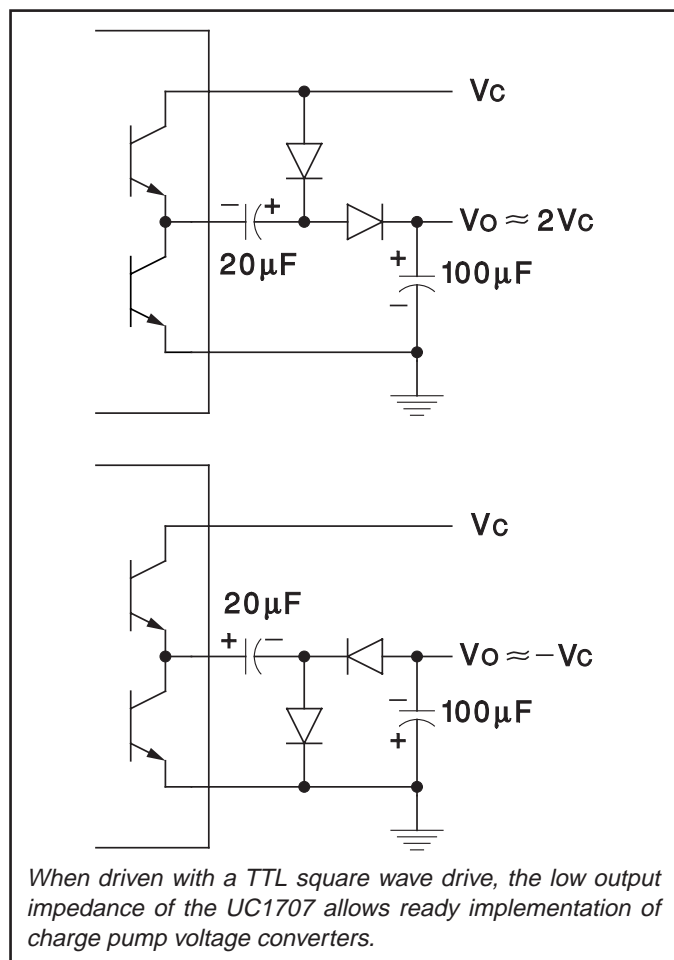 VC
− +
20µF
VO ≈ 2VC
+
100µF
−
VC
20µF
+ −
VO ≈ −VC
−
100µF
+
When driven with a TTL square wave drive, the low output
impedance of the UC1707 allows ready implementation of
charge pump voltage converters.